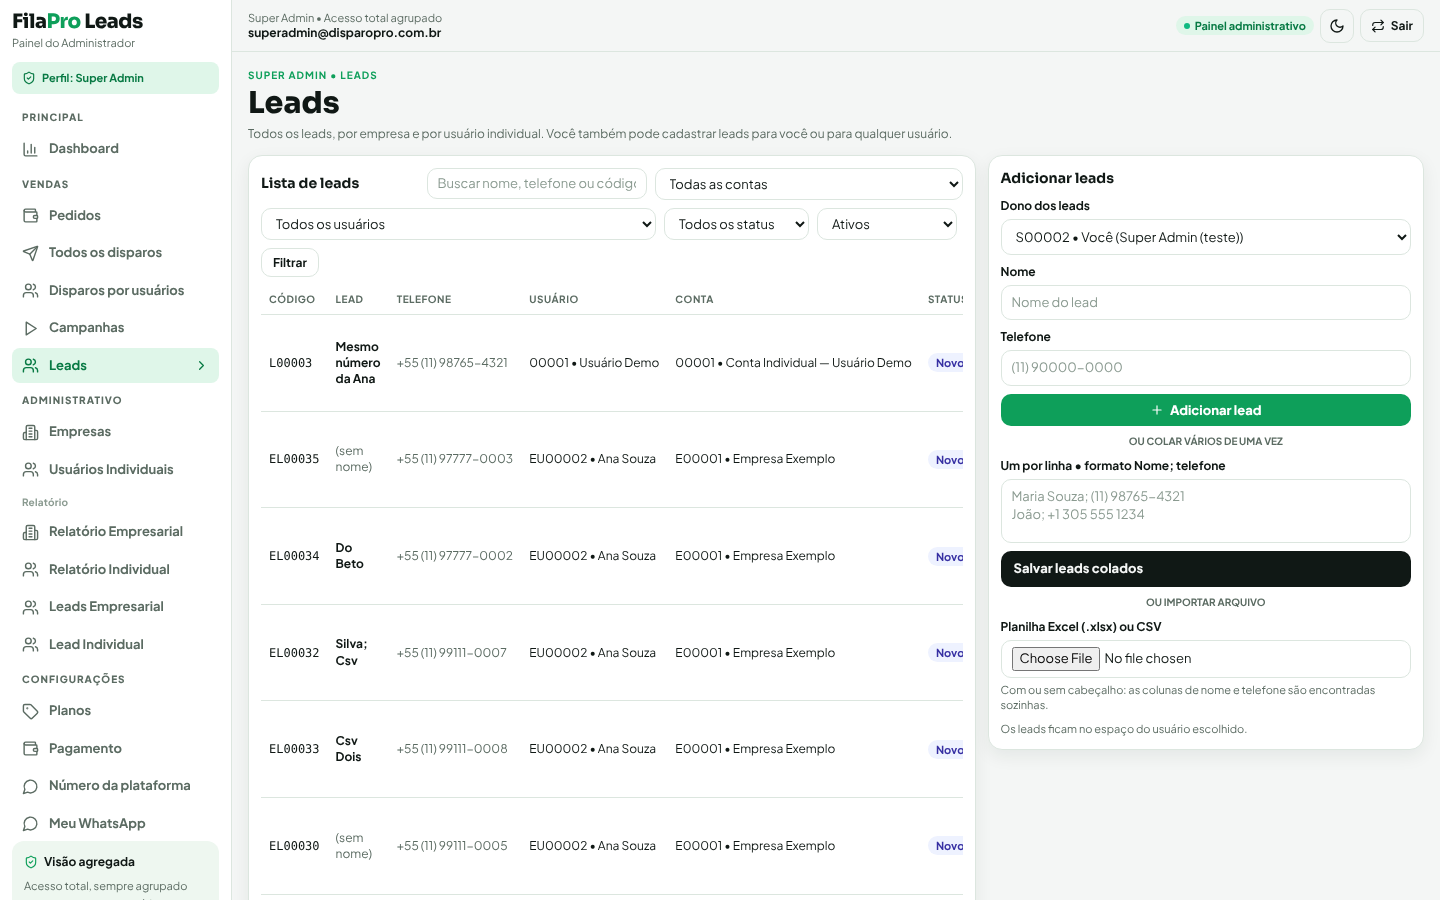 FilaPro Leads
Painel do Administrador
Perfil: Super Admin
PRINCIPAL
Dashboard
VENDAS
Pedidos
Todos os disparos
Disparos por usuários
Campanhas
Leads
ADMINISTRATIVO
Empresas
Usuários Individuais
Relatório
Relatório Empresarial
Relatório Individual
Leads Empresarial
Lead Individual
CONFIGURAÇÕES
Planos
Pagamento
Número da plataforma
Meu WhatsApp
Visão agregada
Acesso total, sempre agrupado
Super Admin • Acesso total agrupado
superadmin@disparopro.com.br
Painel administrativo
Sair
SUPER ADMIN • LEADS
Leads
Todos os leads, por empresa e por usuário individual. Você também pode cadastrar leads para você ou para qualquer usuário.
Lista de leads
Buscar nome, telefone ou código
Todas as contas
Todos os usuários
Todos os status
Ativos
Filtrar
CÓDIGO LEAD TELEFONE USUÁRIO CONTA STATUS
L00003 Mesmo número da Ana +55 (11) 98765-4321 00001 • Usuário Demo 00001 • Conta Individual — Usuário Demo Novo
EL00035 (sem nome) +55 (11) 97777-0003 EU00002 • Ana Souza E00001 • Empresa Exemplo Novo
EL00034 Do Beto +55 (11) 97777-0002 EU00002 • Ana Souza E00001 • Empresa Exemplo Novo
EL00032 Silva; Csv +55 (11) 99111-0007 EU00002 • Ana Souza E00001 • Empresa Exemplo Novo
EL00033 Csv Dois +55 (11) 99111-0008 EU00002 • Ana Souza E00001 • Empresa Exemplo Novo
EL00030 (sem nome) +55 (11) 99111-0005 EU00002 • Ana Souza E00001 • Empresa Exemplo Novo
Adicionar leads
Dono dos leads
S00002 • Você (Super Admin (teste))
Nome
Nome do lead
Telefone
(11) 90000-0000
Adicionar lead
OU COLAR VÁRIOS DE UMA VEZ
Um por linha • formato Nome; telefone
Maria Souza; (11) 98765-4321
João; +1 305 555 1234
Salvar leads colados
OU IMPORTAR ARQUIVO
Planilha Excel (.xlsx) ou CSV
Choose File No file chosen
Com ou sem cabeçalho: as colunas de nome e telefone são encontradas
sozinhas.
Os leads ficam no espaço do usuário escolhido.